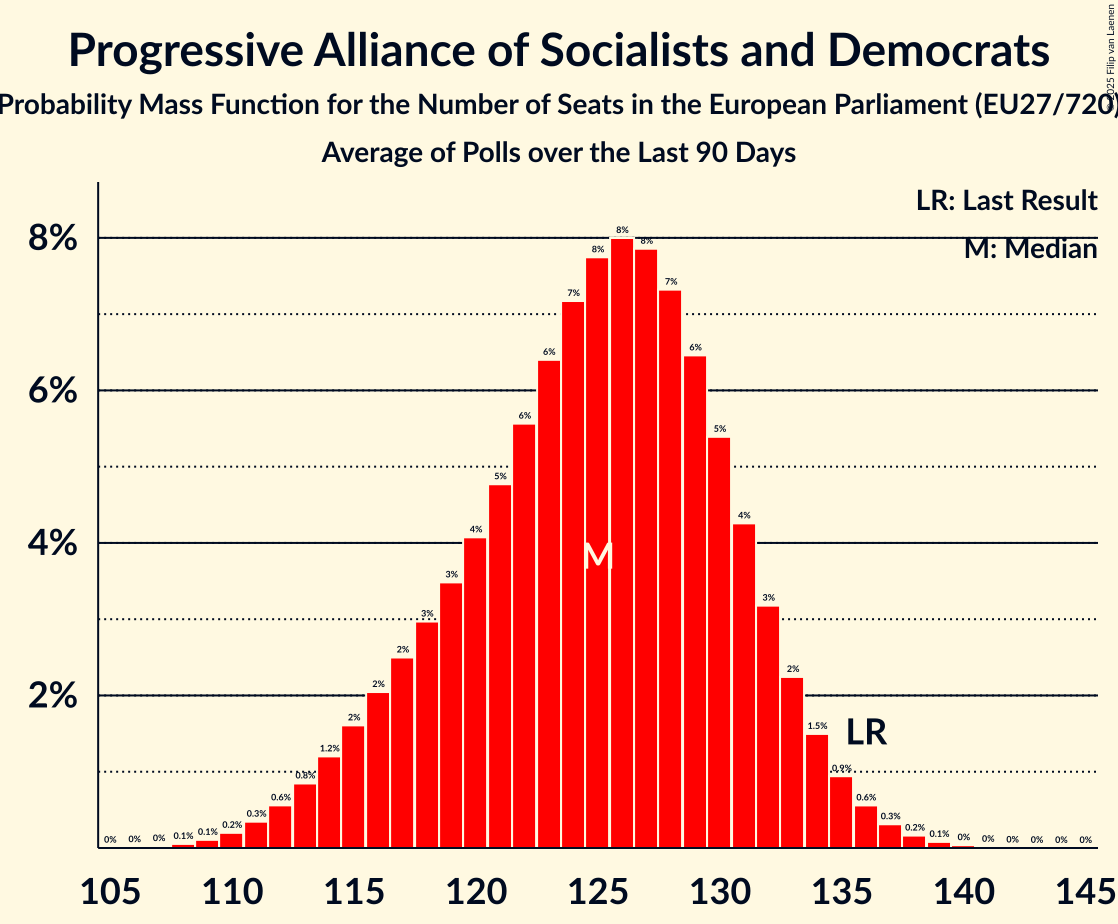 Progressive Alliance of Socialists and Democrats
Probability Mass Function for the Number of Seats in the European Parliament (EU27/720)
Average of Polls over the Last 90 Days
© 2025 Filip van Laenen
LR: Last Result
M: Median
8%
6%
4%
2%
0% 0% 0% 0.1% 0.1% 0.2% 0.3% 0.6% 0.8% 1.2% 2% 2% 2% 3% 3% 4% 5% 6% 6% 7% 8% 8% 8% 7% 6% 5% 4% 3% 2% 1.5% 0.9% 0.6% 0.3% 0.2% 0.1% 0% 0% 0% 0% 0% 0%
M
LR
105 110 115 120 125 130 135 140 145